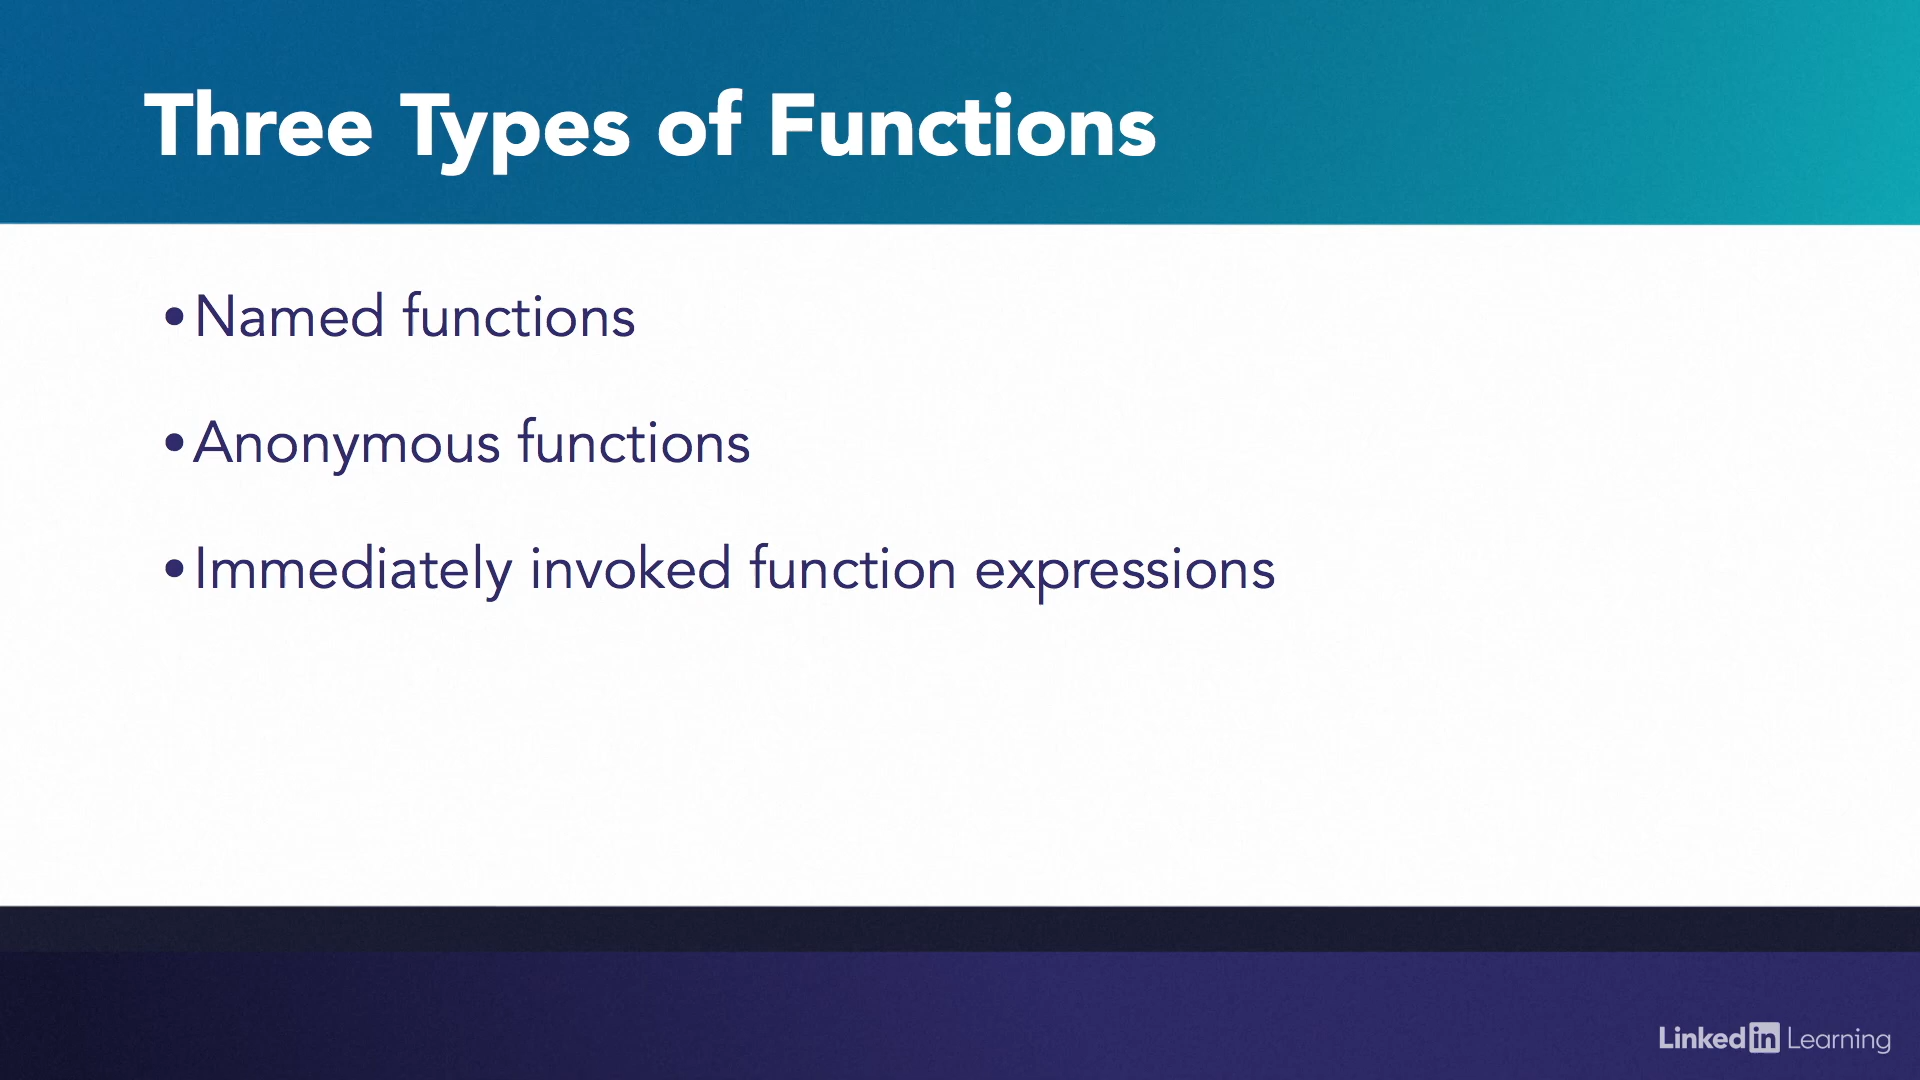 Three Types of Functions
•Named functions
•Anonymous functions
•Immediately invoked function expressions
Linkedin Learning